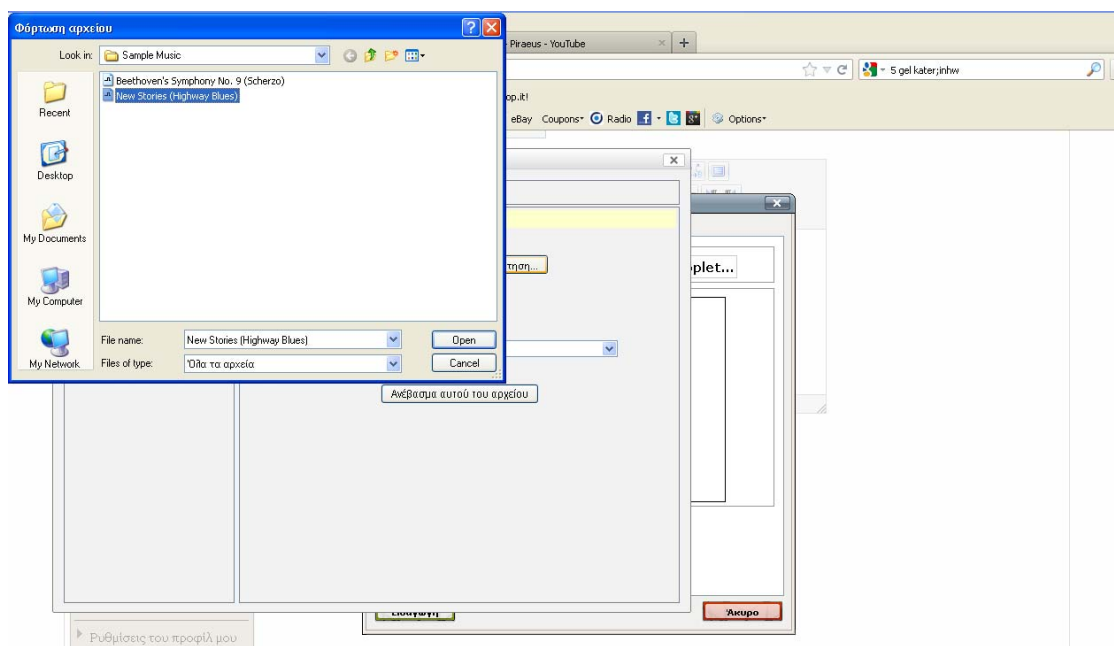 Φόρτωση αρχείου
Look in: Sample Music
Beethoven's Symphony No. 9 (Scherzo)
New Stories (Highway Blues)
Recent
Desktop
My Documents
My Computer
My Network
File name: New Stories (Highway Blues) Open
Files of type: Όλα τα αρχεία Cancel
- Piraeus - YouTube
5 gel kater;inhw
op.it!
eBay Coupons Radio Options
τηση...
plet...
Ανέβασμα αυτού του αρχείου
Εισαγωγή Άκυρο
Ρυθμίσεις του προφίλ μου